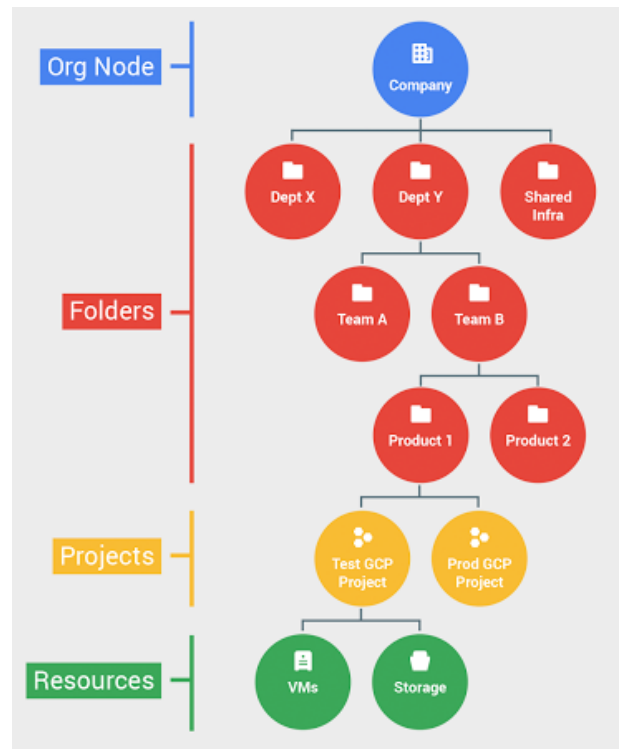 Org Node
Company
Folders
Dept X
Dept Y
Shared
Infra
Team A
Team B
Product 1
Product 2
Projects
Test GCP
Project
Prod GCP
Project
Resources
VMs
Storage